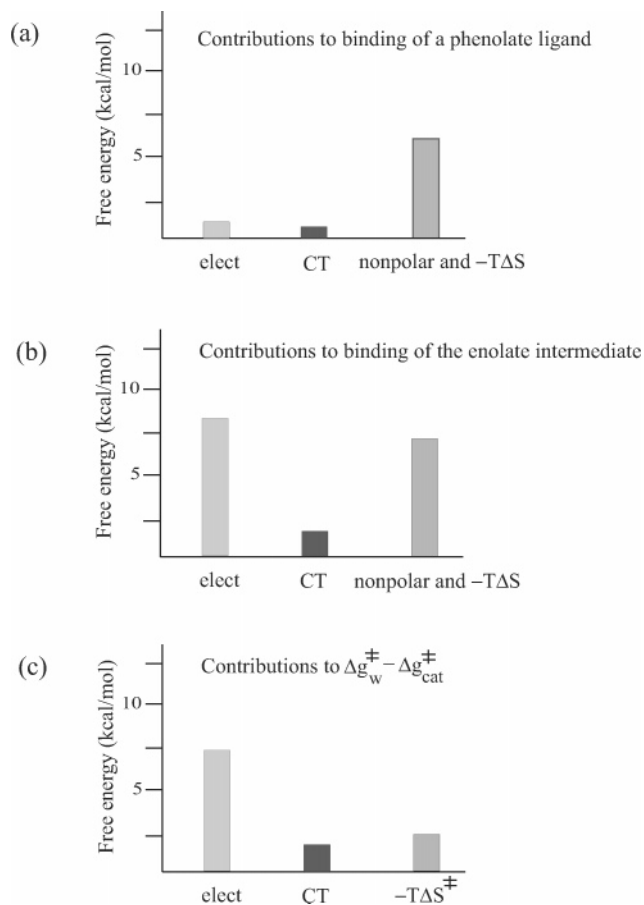 (a)
Contributions to binding of a phenolate ligand
Free energy (kcal/mol)
10
5
elect CT nonpolar and −TΔS
(b)
Contributions to binding of the enolate intermediate
Free energy (kcal/mol)
10
5
elect CT nonpolar and −TΔS
(c)
Contributions to Δg‡w − Δg‡cat
Free energy (kcal/mol)
10
5
elect CT −TΔS‡